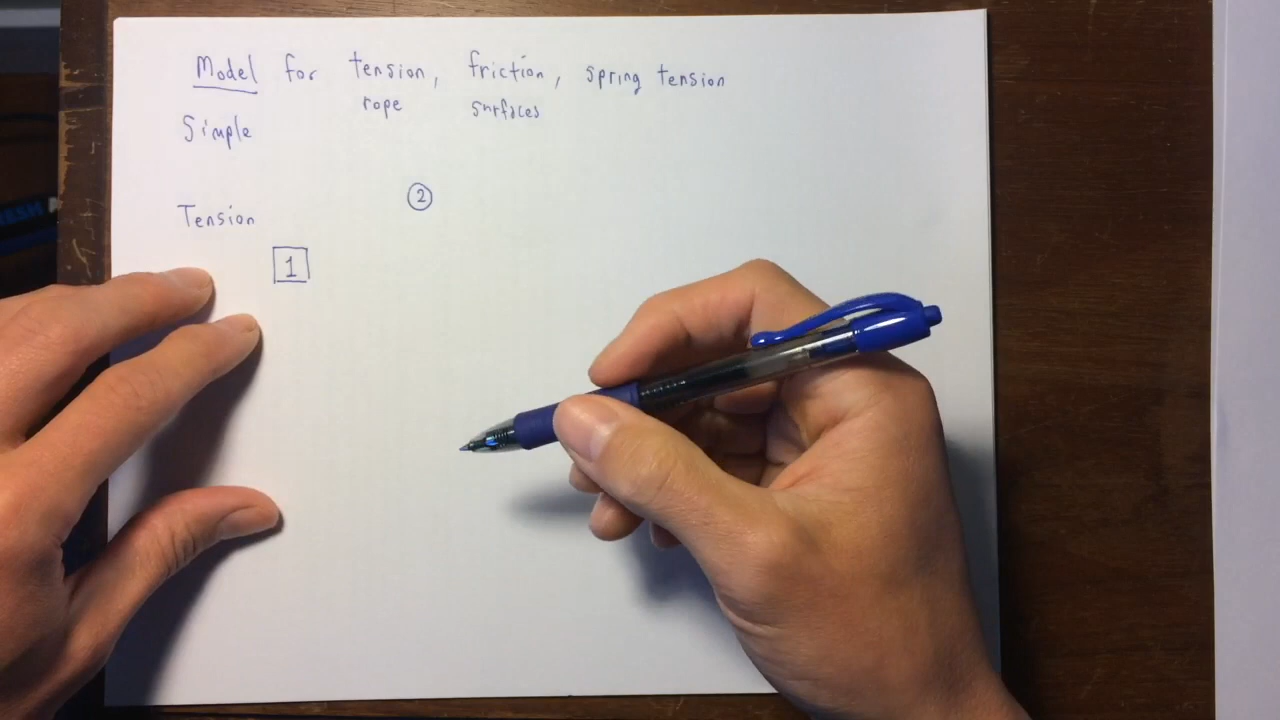 Model for tension, friction, spring tension
rope surfaces
Simple
2
Tension
1